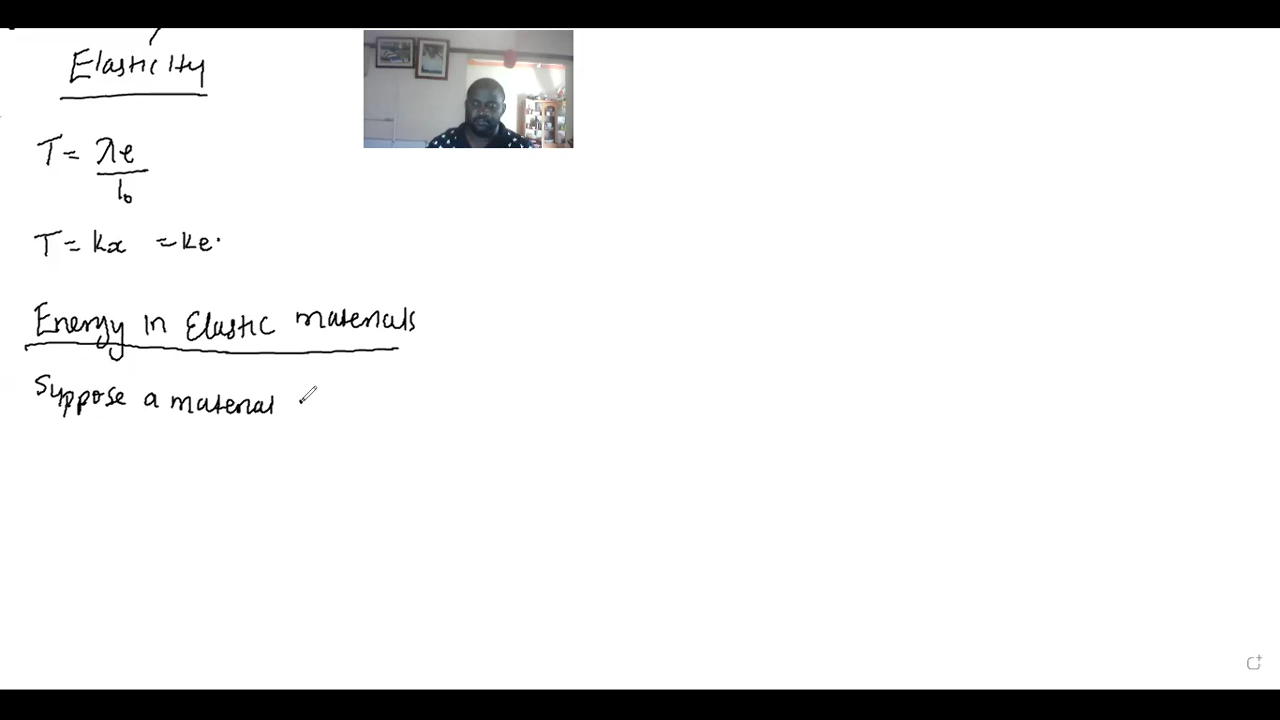 Elasticity
T = λe
l₀
T = kx = ke.
Energy in Elastic materials
Suppose a material